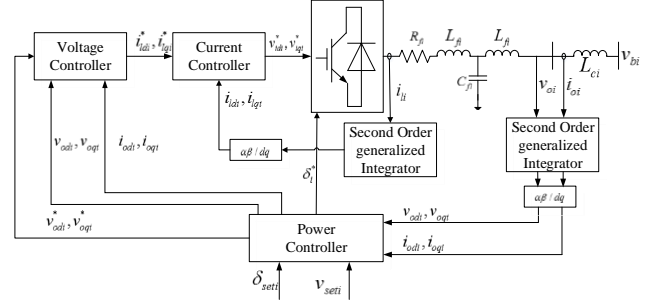 Voltage
Controller
i*ldi, i*lqi
Current
Controller
v*idi, v*iqi
Rfi
Lfi
Lfi
Cfi
Lci
vbi
voi
ioi
ili
ildi, ilqi
αβ / dq
Second Order
generalized
Integrator
Second Order
generalized
Integrator
αβ / dq
vodi, voqi
iodi, ioqi
δi*
v*odi, v*oqi
Power
Controller
vodi, voqi
iodi, ioqi
δseti
vseti